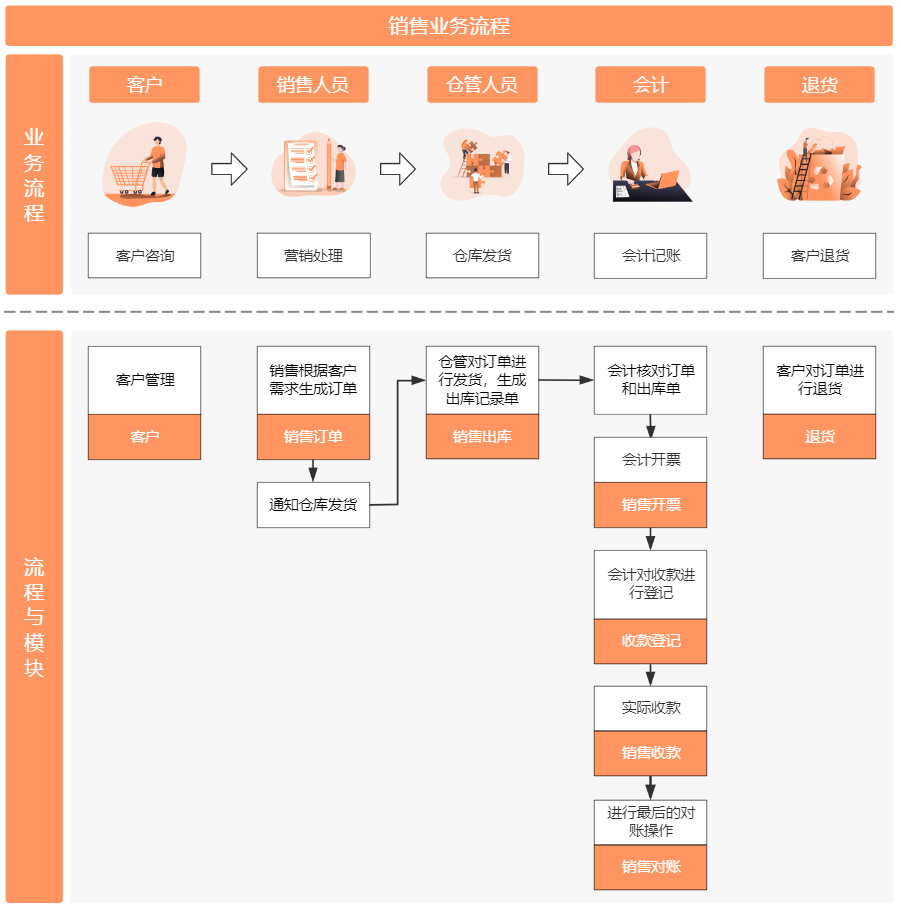 销售业务流程
业务流程
客户
销售人员
仓管人员
会计
退货
客户咨询
营销处理
仓库发货
会计记账
客户退货
流程与模块
客户管理
客户
销售根据客户
需求生成订单
销售订单
通知仓库发货
仓管对订单进
行发货，生成
出库记录单
销售出库
会计核对订单
和出库单
会计开票
销售开票
会计对收款进
行登记
收款登记
实际收款
销售收款
进行最后的对
账操作
销售对账
客户对订单进
行退货
退货